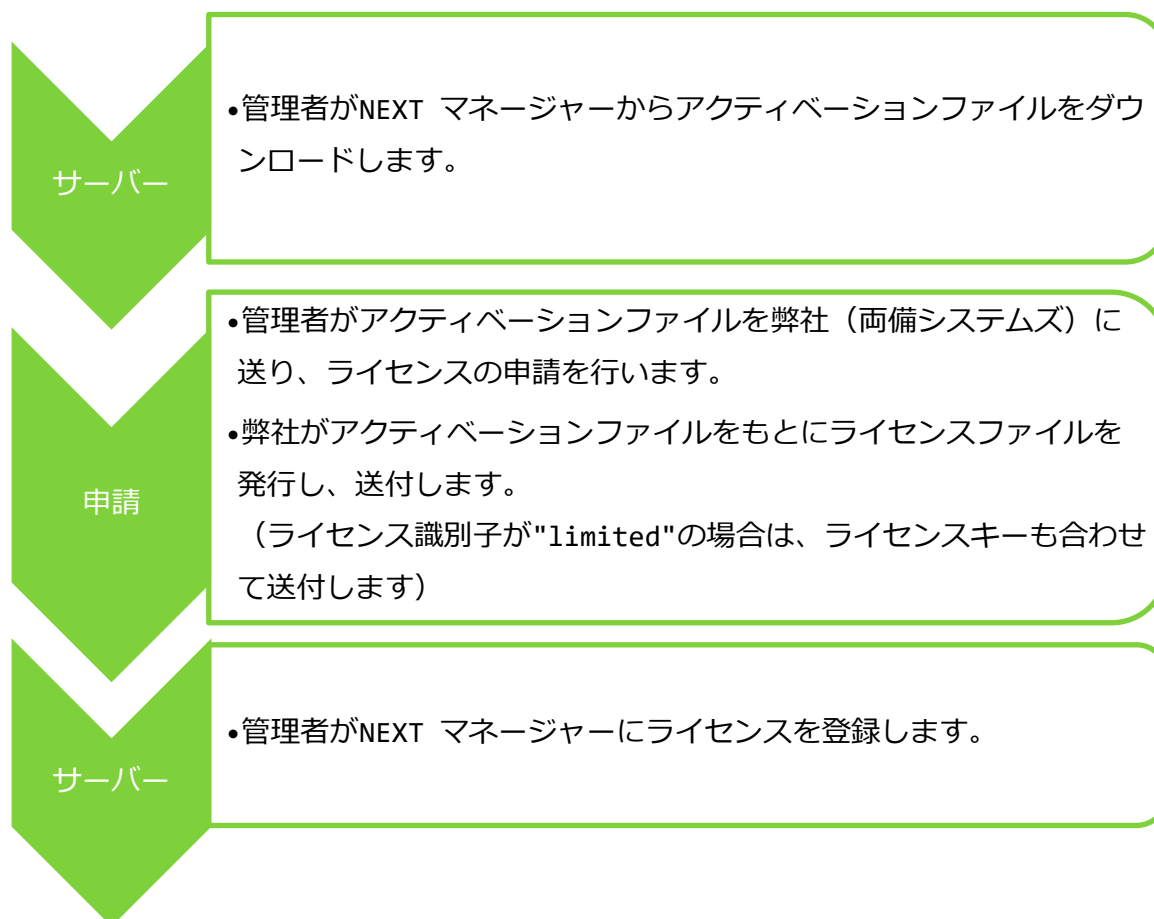 サーバー
•管理者がNEXT マネージャーからアクティベーションファイルをダウ
ンロードします。
申請
•管理者がアクティベーションファイルを弊社（両備システムズ）に
送り、ライセンスの申請を行います。
•弊社がアクティベーションファイルをもとにライセンスファイルを
発行し、送付します。
（ライセンス識別子が"limited"の場合は、ライセンスキーも合わせ
て送付します）
サーバー
•管理者がNEXT マネージャーにライセンスを登録します。